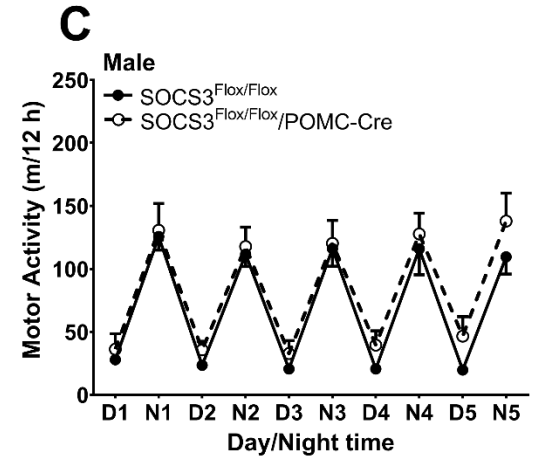 C
Male
SOCS3Flox/Flox
SOCS3Flox/Flox/POMC-Cre
Motor Activity (m/12 h)
250
200
150
100
50
0
D1 N1 D2 N2 D3 N3 D4 N4 D5 N5
Day/Night time